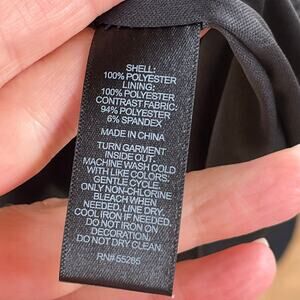 SHELL:
100% POLYESTER
LINING:
100% POLYESTER
CONTRAST FABRIC:
94% POLYESTER
6% SPANDEX
MADE IN CHINA
TURN GARMENT
INSIDE OUT.
MACHINE WASH COLD
WITH LIKE COLORS.
GENTLE CYCLE.
ONLY NON-CHLORINE
BLEACH WHEN
NEEDED. LINE DRY.
COOL IRON IF NEEDED.
DO NOT IRON ON
DECORATION.
DO NOT DRY CLEAN.
RN# 55285